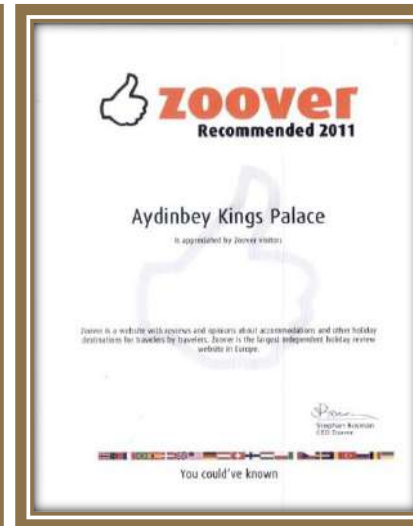 zoover
Recommended 2011
Aydinbey Kings Palace
is appreciated by Zoover visitors
Zoover is a website with reviews and opinions about accommodations and other holiday
destinations for travelers by travelers. Zoover is the largest independent holiday review
website in Europe.
CEO Zoover
You could've known